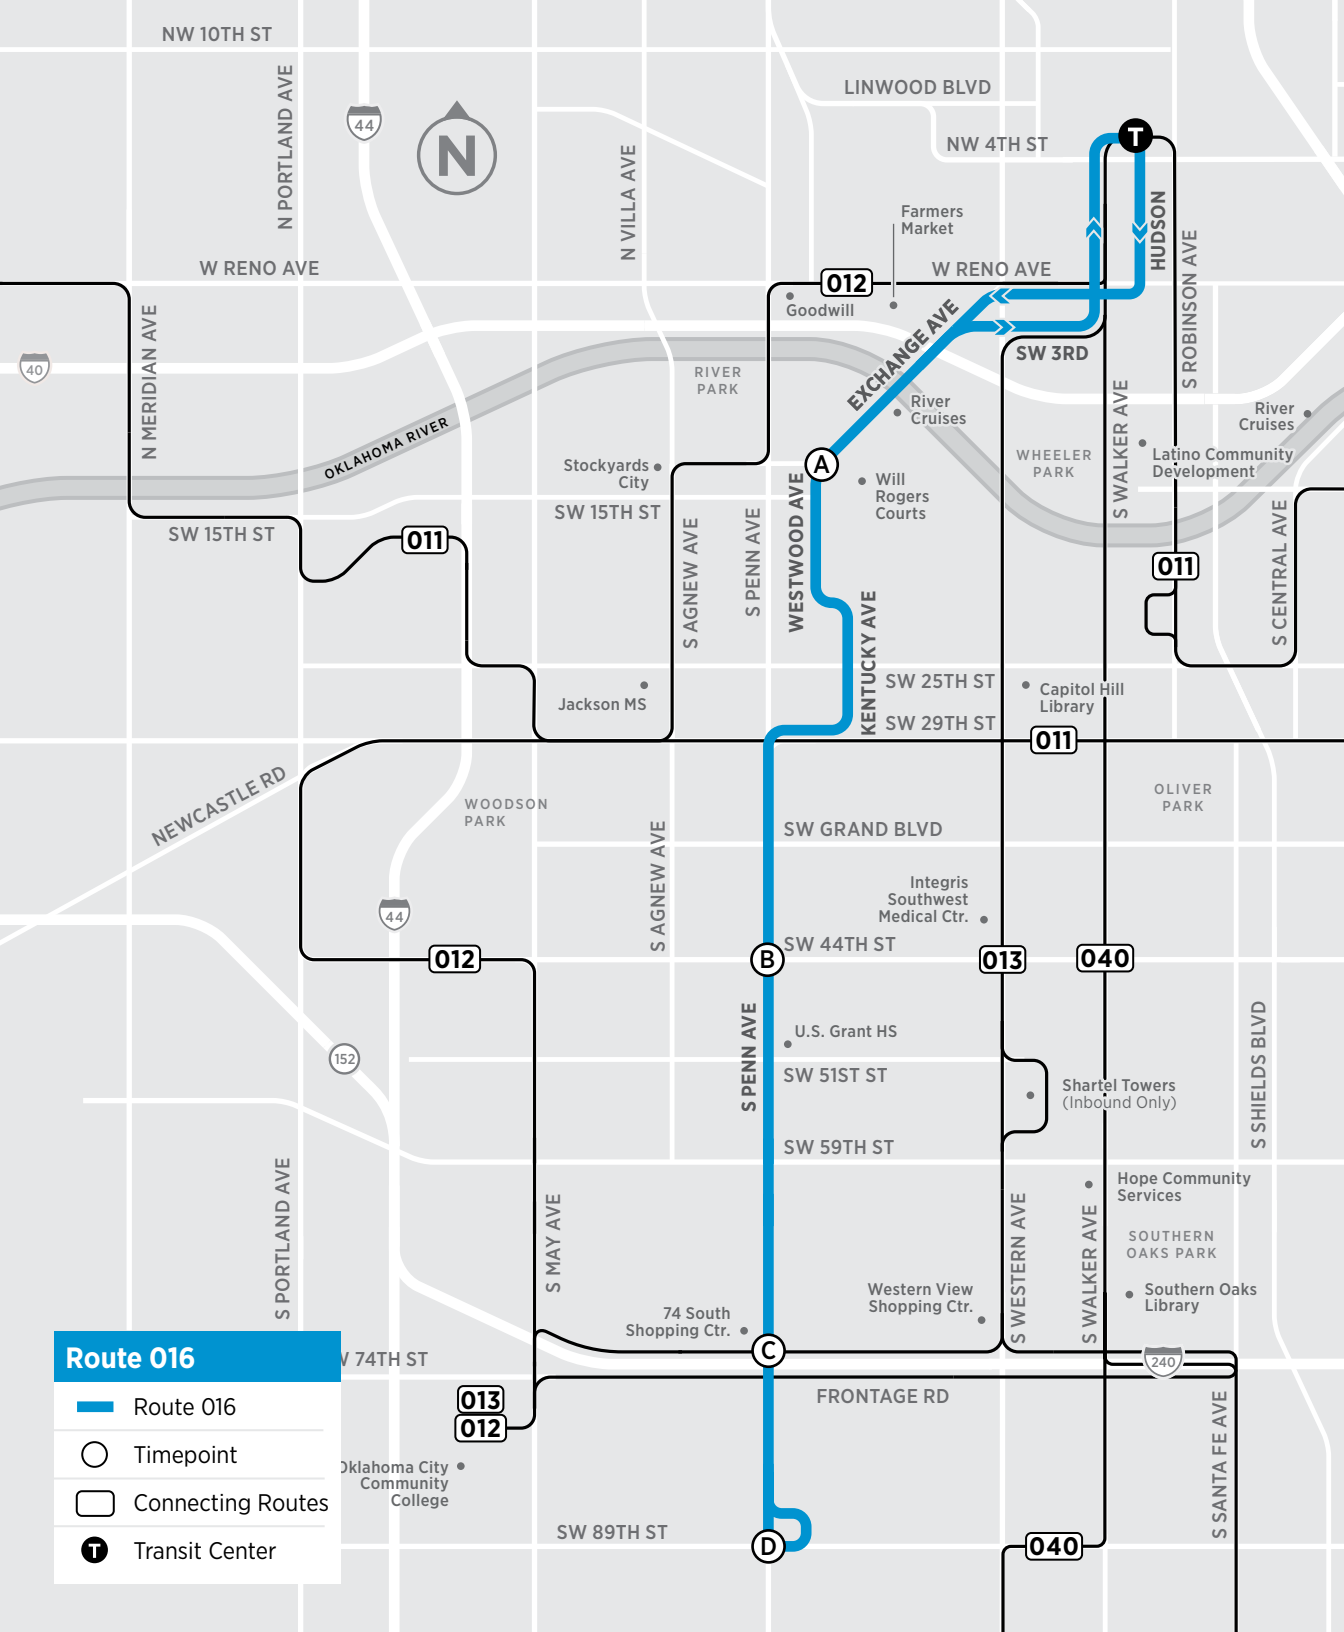 NW 10TH ST
N PORTLAND AVE
44
N
LINWOOD BLVD
NW 4TH ST
T
N VILLA AVE
Farmers
Market
HUDSON
S ROBINSON AVE
W RENO AVE
W RENO AVE
012
Goodwill
EXCHANGE AVE
SW 3RD
N MERIDIAN AVE
40
RIVER
PARK
OKLAHOMA RIVER
River
Cruises
River
Cruises
S WALKER AVE
WHEELER
PARK
Latino Community
Development
Stockyards
City
A
Will
Rogers
Courts
SW 15TH ST
SW 15TH ST
011
WESTWOOD AVE
S PENN AVE
S AGNEW AVE
S CENTRAL AVE
011
KENTUCKY AVE
SW 25TH ST
Capitol Hill
Library
Jackson MS
SW 29TH ST
011
NEWCASTLE RD
WOODSON
PARK
OLIVER
PARK
SW GRAND BLVD
S AGNEW AVE
Integris
Southwest
Medical Ctr.
44
SW 44TH ST
012
B
013
040
S PENN AVE
U.S. Grant HS
S SHIELDS BLVD
152
SW 51ST ST
Shartel Towers
(Inbound Only)
SW 59TH ST
S PORTLAND AVE
S MAY AVE
Hope Community
Services
S WESTERN AVE
S WALKER AVE
SOUTHERN
OAKS PARK
Western View
Shopping Ctr.
Southern Oaks
Library
74 South
Shopping Ctr.
C
240
W 74TH ST
FRONTAGE RD
013
012
S SANTA FE AVE
Oklahoma City
Community
College
SW 89TH ST
D
040
Route 016
Route 016
Timepoint
Connecting Routes
T
Transit Center